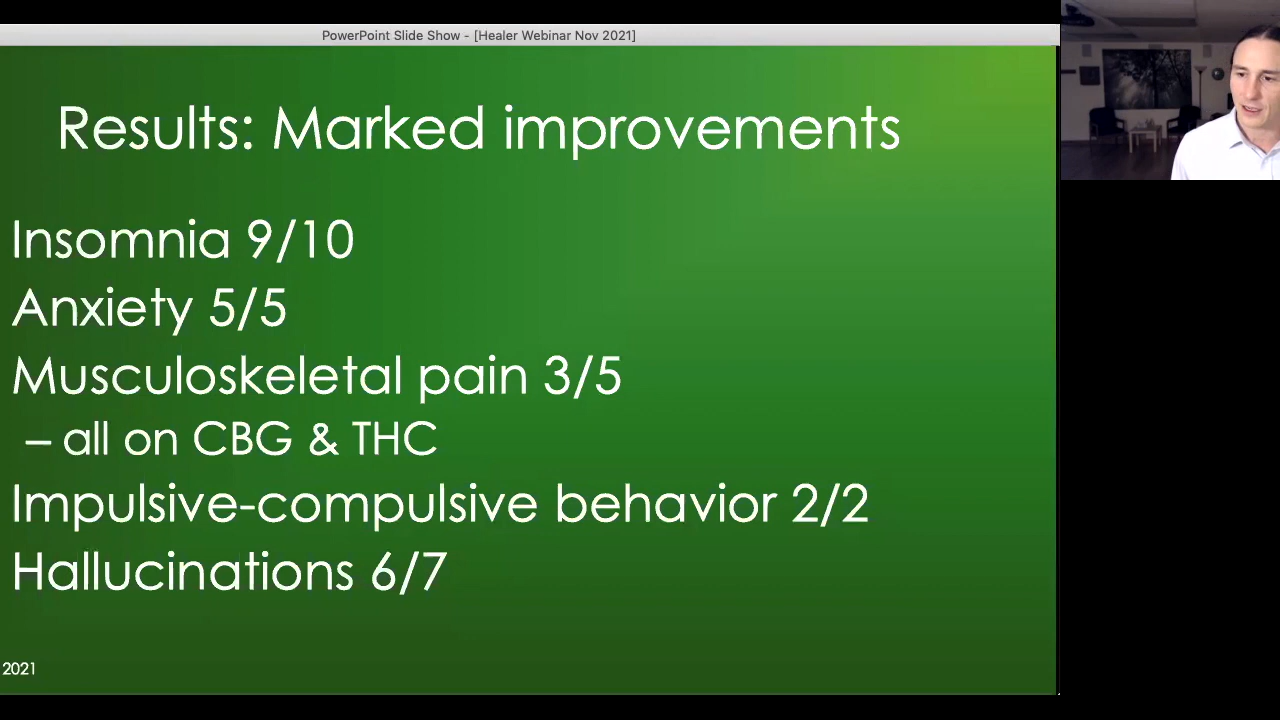 PowerPoint Slide Show - [Healer Webinar Nov 2021]
Results: Marked improvements
Insomnia 9/10
Anxiety 5/5
Musculoskeletal pain 3/5
– all on CBG & THC
Impulsive-compulsive behavior 2/2
Hallucinations 6/7
2021